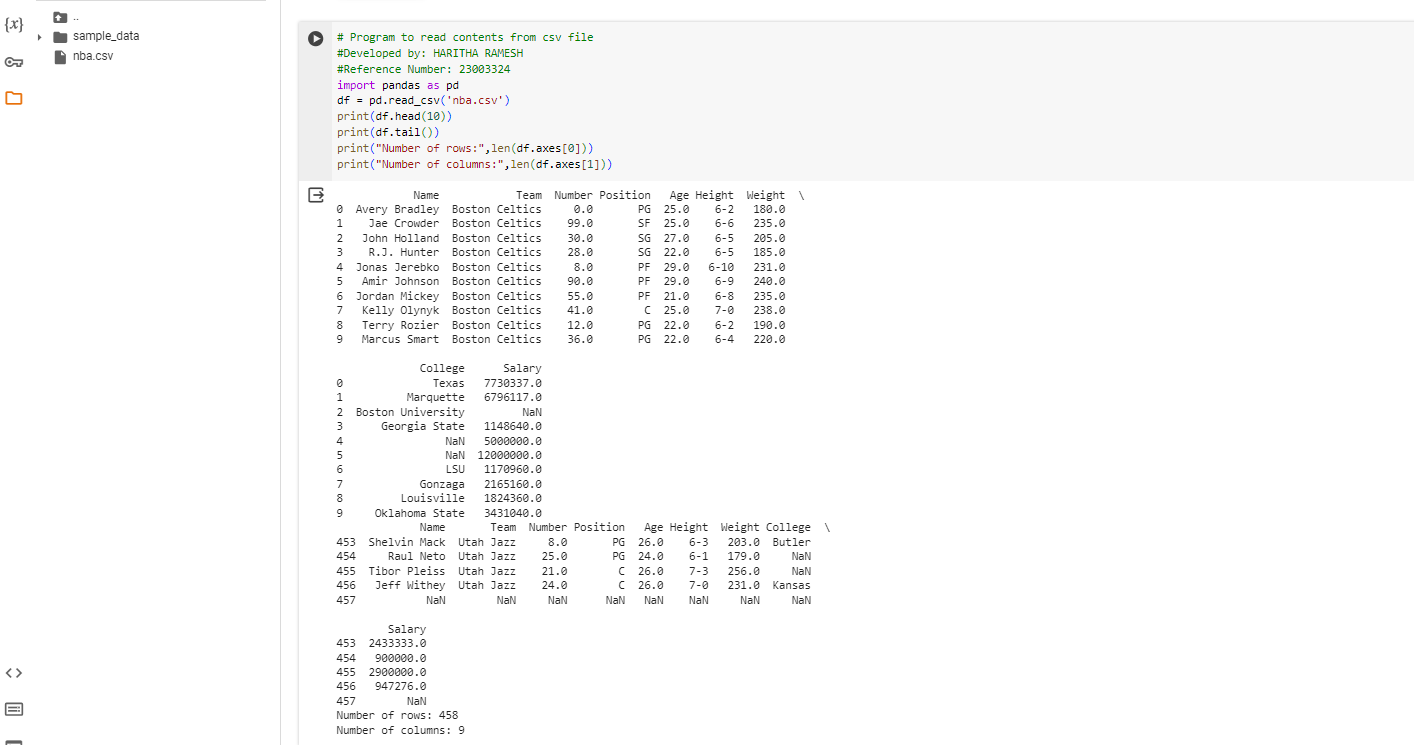 {x}
..
sample_data
nba.csv
# Program to read contents from csv file
#Developed by: HARITHA RAMESH
#Reference Number: 23003324
import pandas as pd
df = pd.read_csv('nba.csv')
print(df.head(10))
print(df.tail())
print("Number of rows:",len(df.axes[0]))
print("Number of columns:",len(df.axes[1]))
            Name            Team  Number Position   Age Height  Weight  \
0  Avery Bradley  Boston Celtics     0.0       PG  25.0    6-2   180.0
1    Jae Crowder  Boston Celtics    99.0       SF  25.0    6-6   235.0
2   John Holland  Boston Celtics    30.0       SG  27.0    6-5   205.0
3    R.J. Hunter  Boston Celtics    28.0       SG  22.0    6-5   185.0
4  Jonas Jerebko  Boston Celtics     8.0       PF  29.0   6-10   231.0
5   Amir Johnson  Boston Celtics    90.0       PF  29.0    6-9   240.0
6  Jordan Mickey  Boston Celtics    55.0       PF  21.0    6-8   235.0
7   Kelly Olynyk  Boston Celtics    41.0        C  25.0    7-0   238.0
8   Terry Rozier  Boston Celtics    12.0       PG  22.0    6-2   190.0
9   Marcus Smart  Boston Celtics    36.0       PG  22.0    6-4   220.0
             College      Salary
0              Texas   7730337.0
1          Marquette   6796117.0
2  Boston University         NaN
3      Georgia State   1148640.0
4                NaN   5000000.0
5                NaN  12000000.0
6                LSU   1170960.0
7            Gonzaga   2165160.0
8         Louisville   1824360.0
9     Oklahoma State   3431040.0
             Name       Team  Number Position   Age Height  Weight College  \
453  Shelvin Mack  Utah Jazz     8.0       PG  26.0    6-3   203.0  Butler
454     Raul Neto  Utah Jazz    25.0       PG  24.0    6-1   179.0     NaN
455  Tibor Pleiss  Utah Jazz    21.0        C  26.0    7-3   256.0     NaN
456   Jeff Withey  Utah Jazz    24.0        C  26.0    7-0   231.0  Kansas
457           NaN        NaN     NaN      NaN   NaN    NaN     NaN     NaN
        Salary
453  2433333.0
454   900000.0
455  2900000.0
456   947276.0
457        NaN
Number of rows: 458
Number of columns: 9